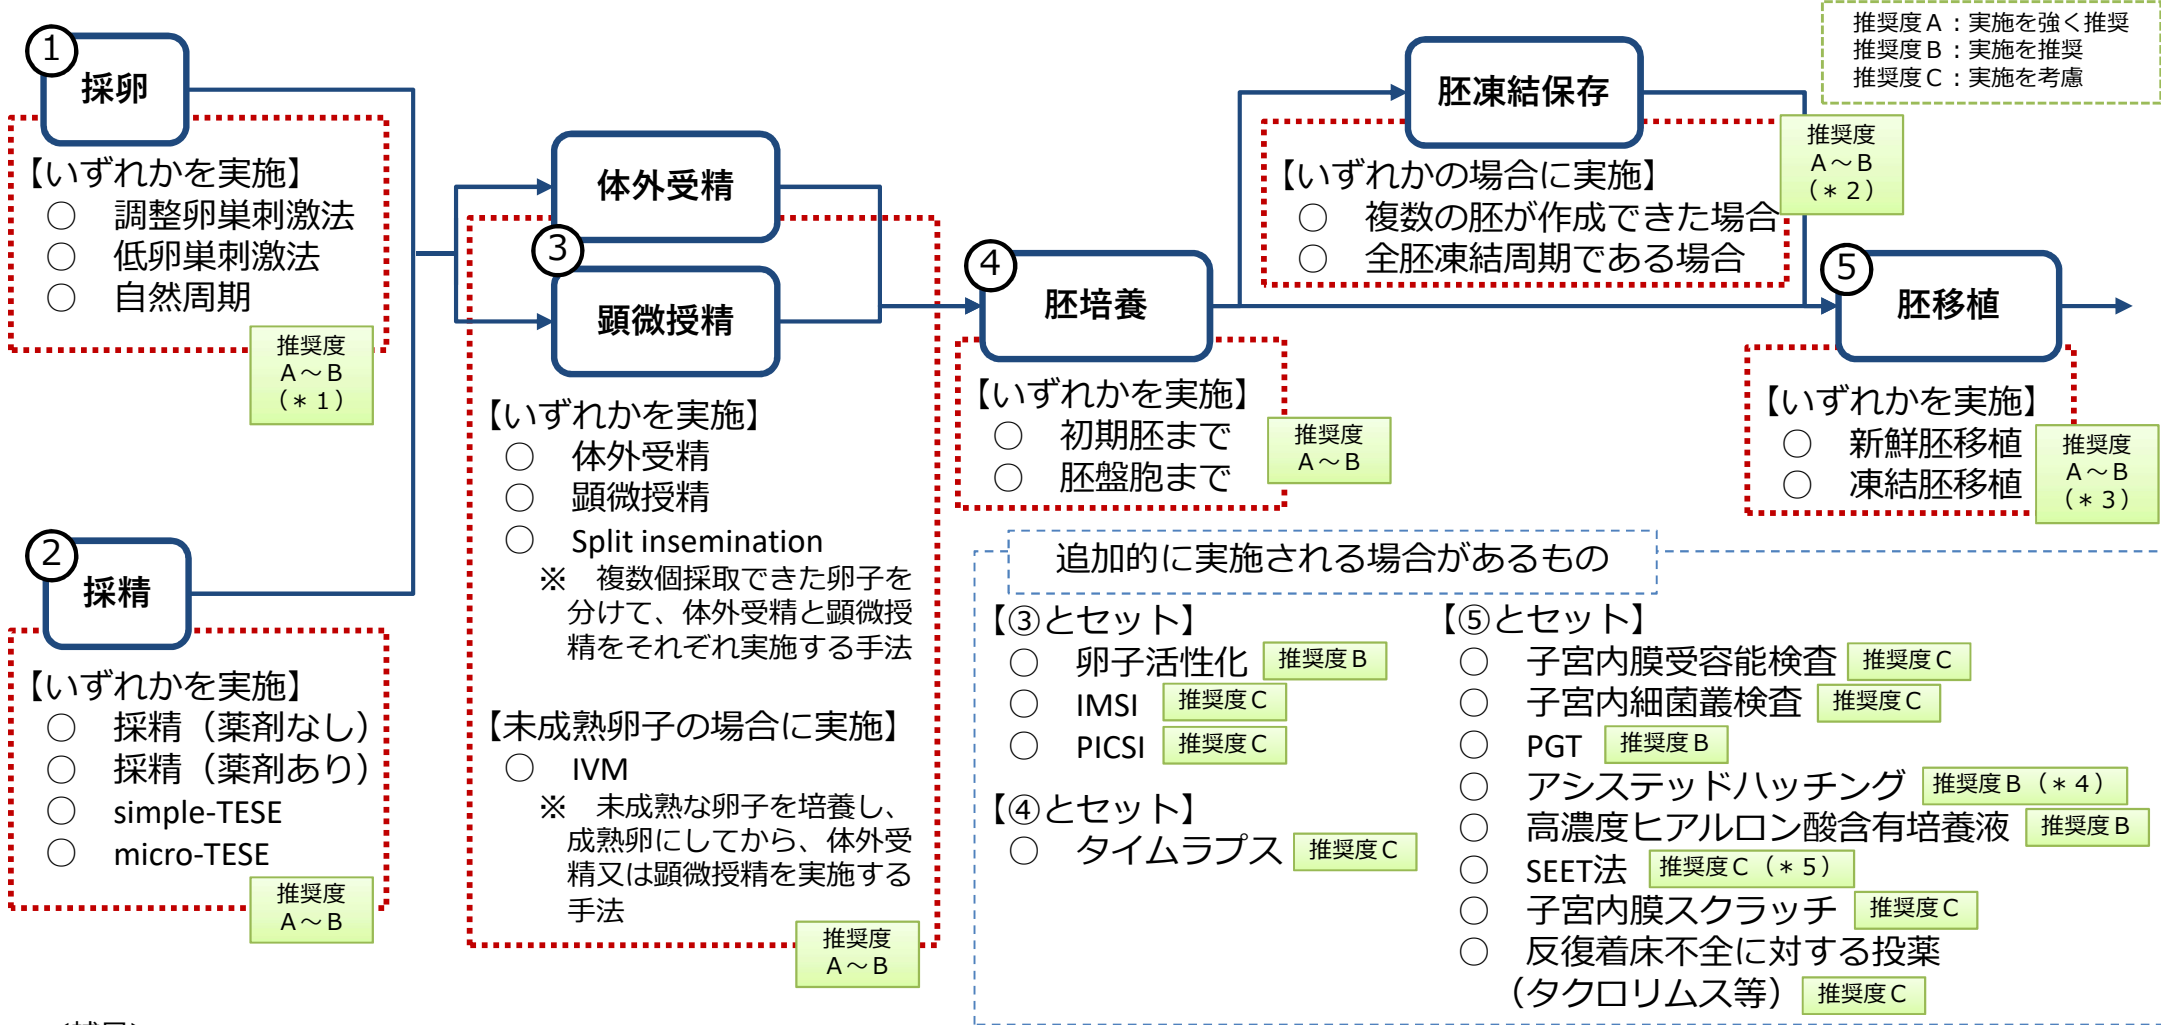 推奨度Ａ：実施を強く推奨
推奨度Ｂ：実施を推奨
推奨度Ｃ：実施を考慮
①
採卵
【いずれかを実施】
○ 調整卵巣刺激法
○ 低卵巣刺激法
○ 自然周期
推奨度
Ａ～Ｂ
（＊１）
②
採精
【いずれかを実施】
○ 採精（薬剤なし）
○ 採精（薬剤あり）
○ simple-TESE
○ micro-TESE
推奨度
Ａ～Ｂ
体外受精
③
顕微授精
【いずれかを実施】
○ 体外受精
○ 顕微授精
○ Split insemination
※ 複数個採取できた卵子を
分けて、体外受精と顕微授
精をそれぞれ実施する手法
【未成熟卵子の場合に実施】
○ IVM
※ 未成熟な卵子を培養し、
成熟卵にしてから、体外受
精又は顕微授精を実施する
手法
推奨度
Ａ～Ｂ
④
胚培養
【いずれかを実施】
○ 初期胚まで
○ 胚盤胞まで
推奨度
Ａ～Ｂ
胚凍結保存
【いずれかの場合に実施】
○ 複数の胚が作成できた場合
○ 全胚凍結周期である場合
推奨度
Ａ～Ｂ
（＊２）
⑤
胚移植
【いずれかを実施】
○ 新鮮胚移植
○ 凍結胚移植
推奨度
Ａ～Ｂ
（＊３）
追加的に実施される場合があるもの
【③とセット】
○ 卵子活性化 推奨度Ｂ
○ IMSI 推奨度Ｃ
○ PICSI 推奨度Ｃ
【④とセット】
○ タイムラプス 推奨度Ｃ
【⑤とセット】
○ 子宮内膜受容能検査 推奨度Ｃ
○ 子宮内細菌叢検査 推奨度Ｃ
○ PGT 推奨度Ｂ
○ アシステッドハッチング 推奨度Ｂ（＊４）
○ 高濃度ヒアルロン酸含有培養液 推奨度Ｂ
○ SEET法 推奨度Ｃ（＊５）
○ 子宮内膜スクラッチ 推奨度Ｃ
○ 反復着床不全に対する投薬
（タクロリムス等） 推奨度Ｃ